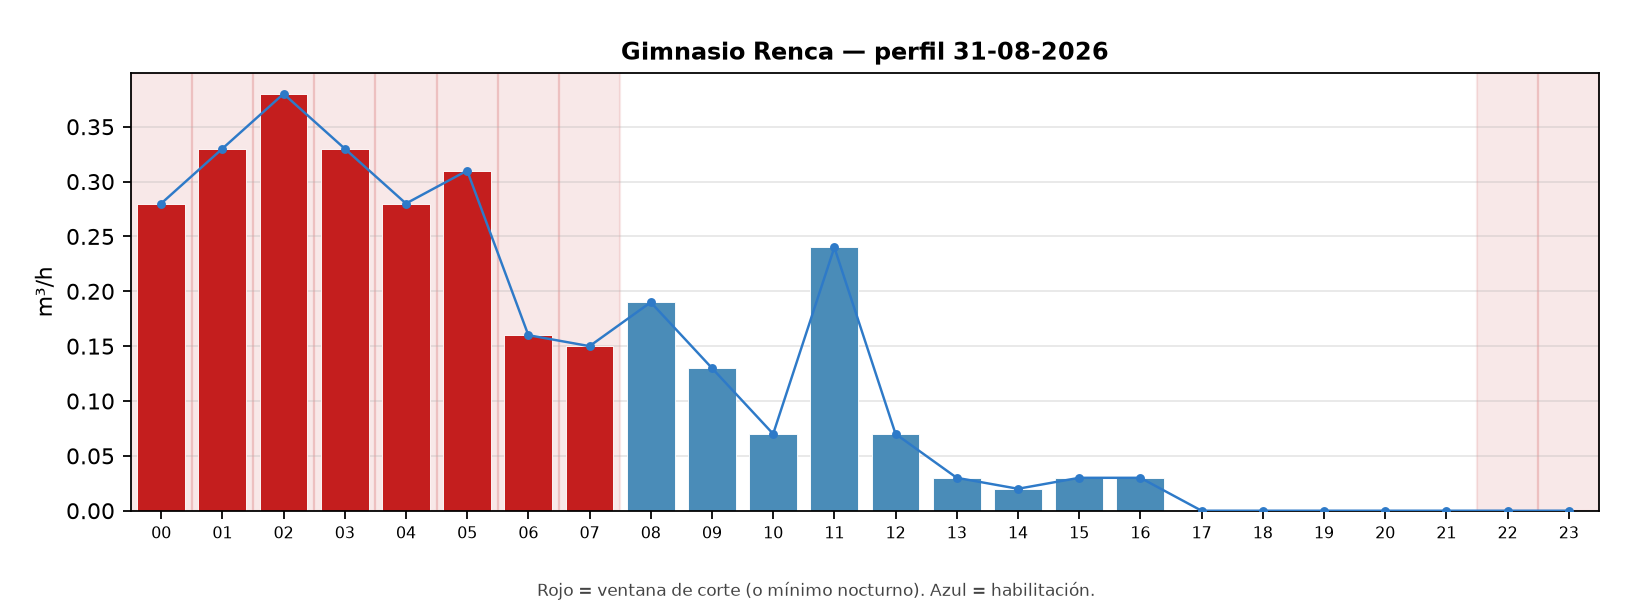 Gimnasio Renca — perfil 31-08-2026
m³/h
0.35
0.30
0.25
0.20
0.15
0.10
0.05
0.00
00 01 02 03 04 05 06 07 08 09 10 11 12 13 14 15 16 17 18 19 20 21 22 23
Rojo = ventana de corte (o mínimo nocturno). Azul = habilitación.